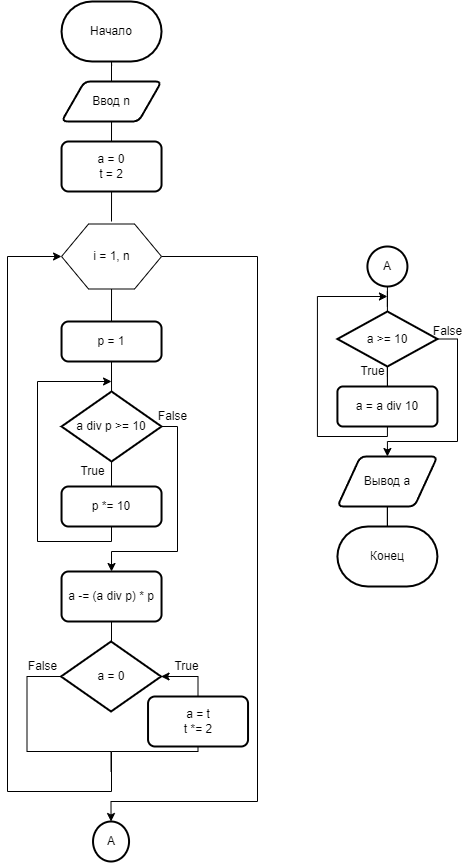 Начало
Ввод n
a = 0
t = 2
i = 1, n
p = 1
a div p >= 10
False
True
p *= 10
a -= (a div p) * p
a = 0
False
True
a = t
t *= 2
A
A
a >= 10
False
True
a = a div 10
Вывод a
Конец